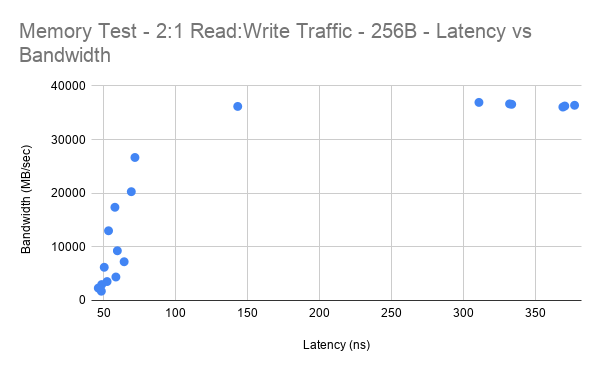 Memory Test - 2:1 Read:Write Traffic - 256B - Latency vs
Bandwidth
40000
30000
20000
10000
0
Bandwidth (MB/sec)
50 100 150 200 250 300 350
Latency (ns)